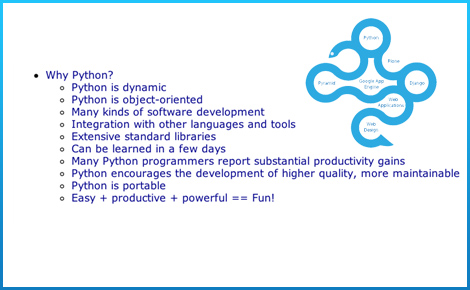 Python
Plone
Pyramid
Google App
Engine
Django
Web
Applications
Web
Design
Why Python?
Python is dynamic
Python is object-oriented
Many kinds of software development
Integration with other languages and tools
Extensive standard libraries
Can be learned in a few days
Many Python programmers report substantial productivity gains
Python encourages the development of higher quality, more maintainable
Python is portable
Easy + productive + powerful == Fun!